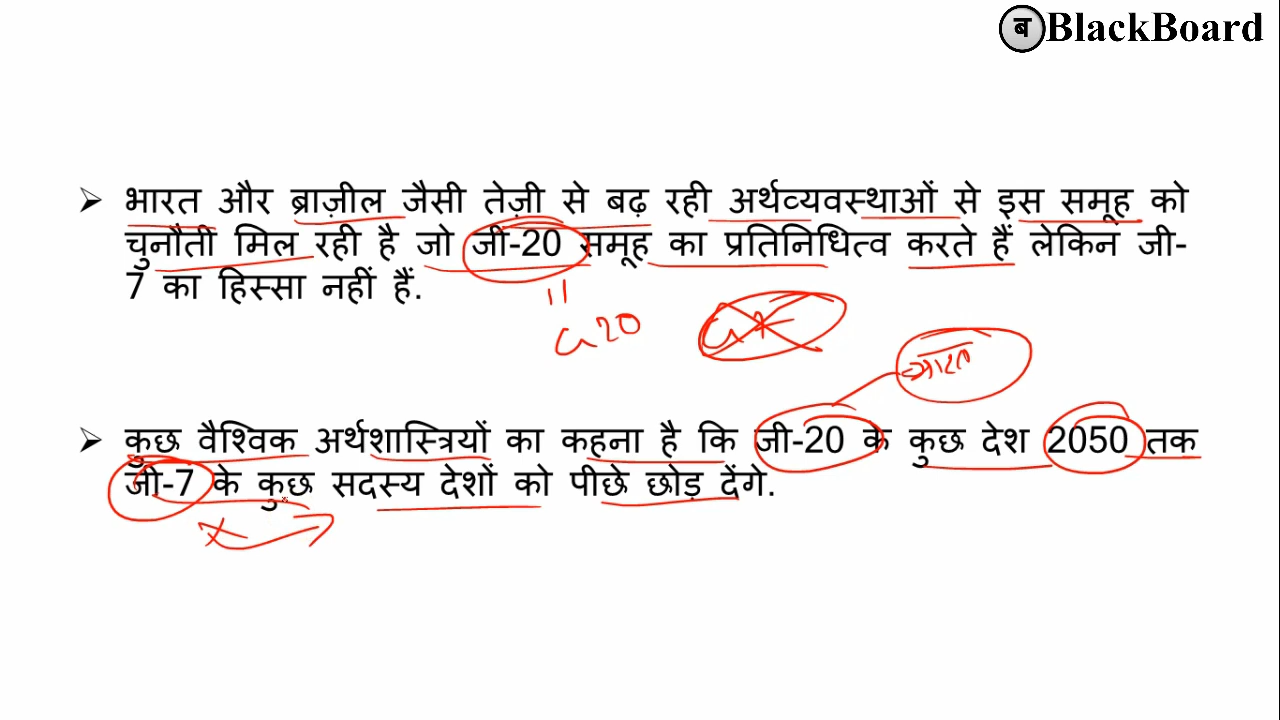 ब BlackBoard
भारत और ब्राज़ील जैसी तेज़ी से बढ़ रही अर्थव्यवस्थाओं से इस समूह को
चुनौती मिल रही है जो जी-20 समूह का प्रतिनिधित्व करते हैं लेकिन जी-
7 का हिस्सा नहीं हैं.
G20 G7
भारत
कुछ वैश्विक अर्थशास्त्रियों का कहना है कि जी-20 के कुछ देश 2050 तक
जी-7 के कुछ सदस्य देशों को पीछे छोड़ देंगे.